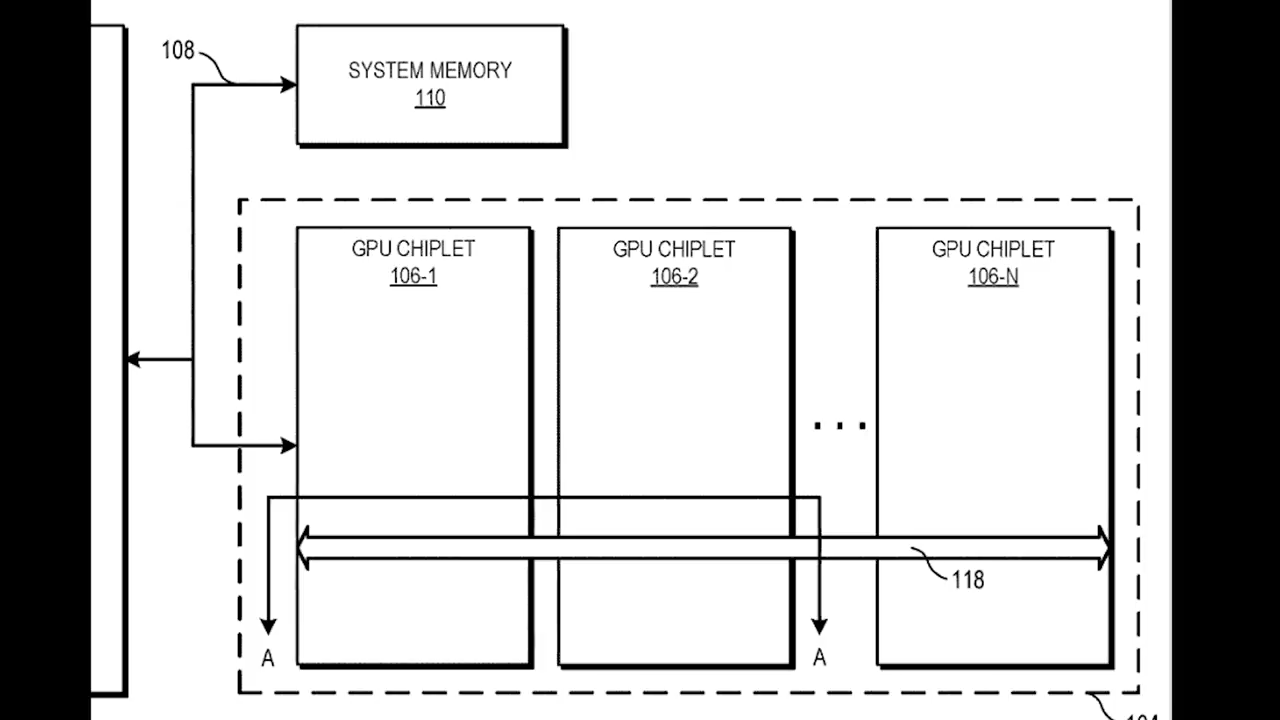 108
SYSTEM MEMORY
110
GPU CHIPLET
106-1
GPU CHIPLET
106-2
GPU CHIPLET
106-N
...
118
A
A